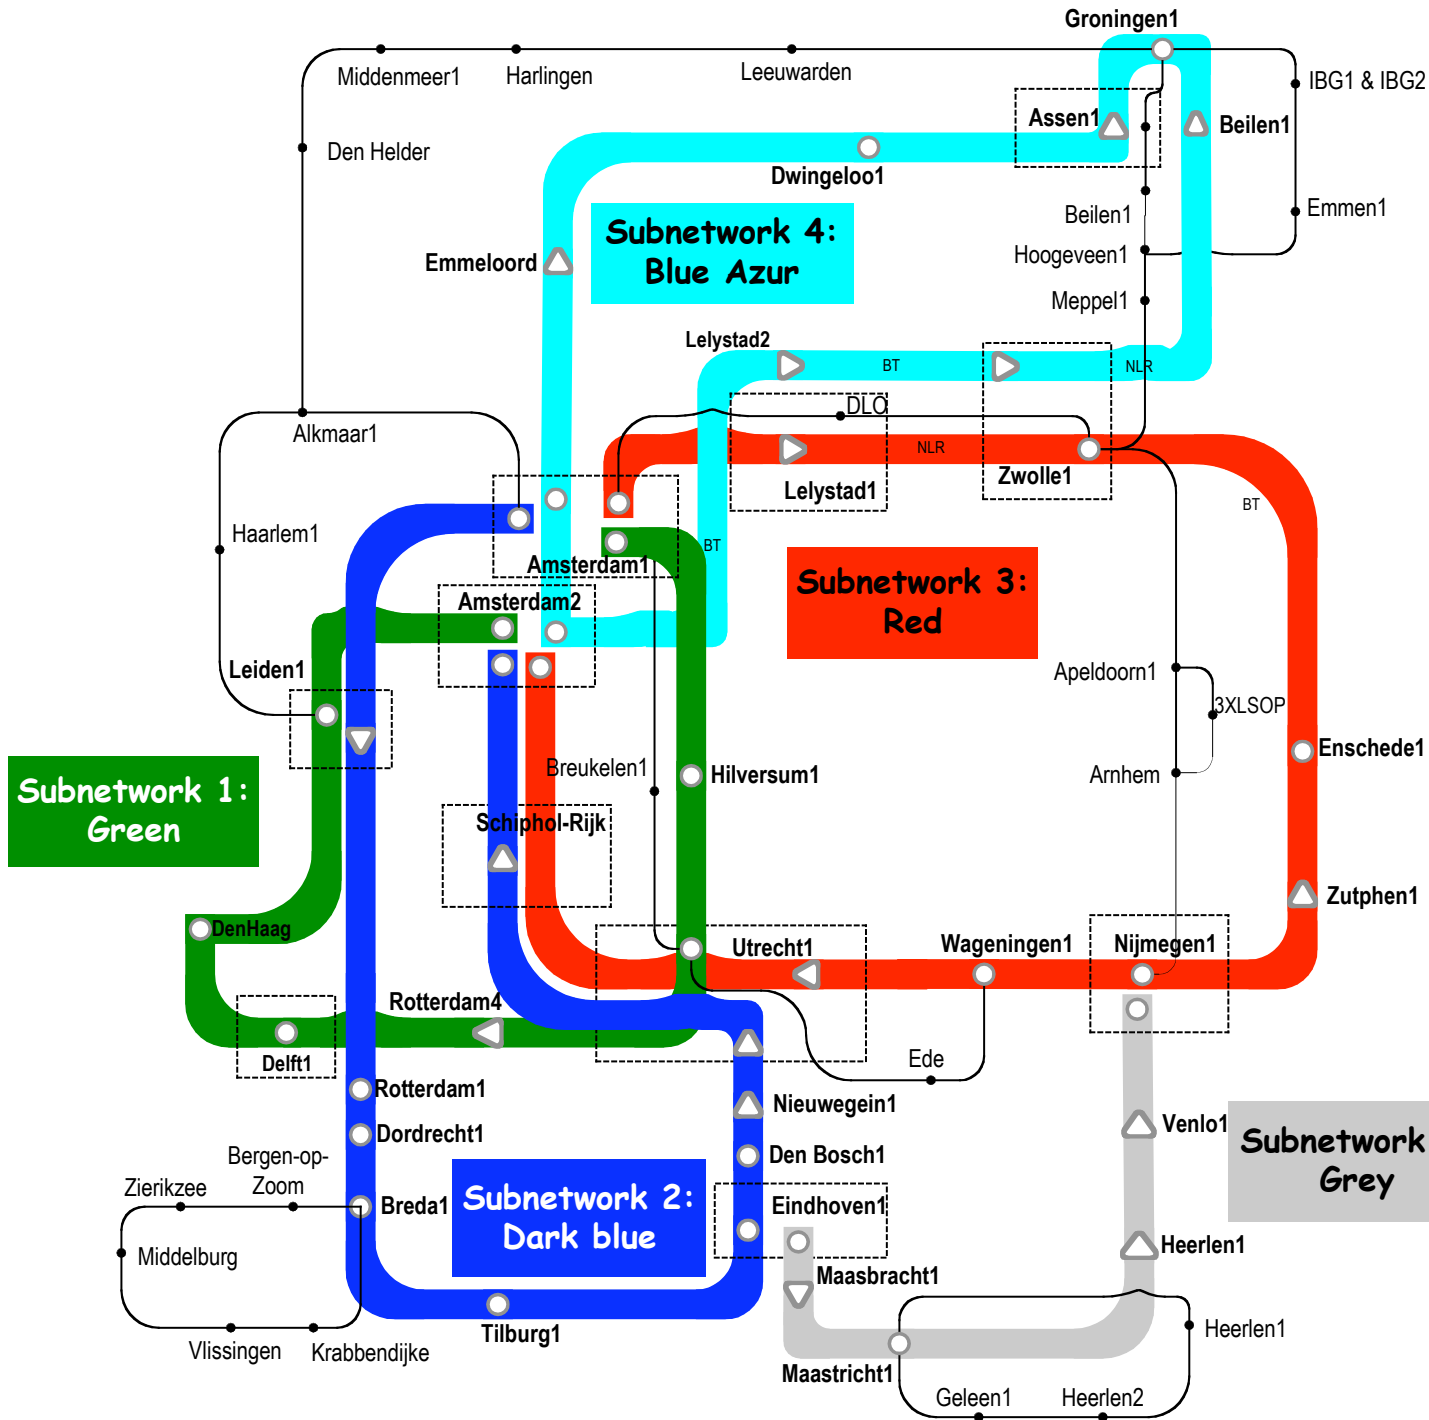 Groningen1
Middenmeer1
Harlingen
Leeuwarden
IBG1 & IBG2
Assen1
Beilen1
Den Helder
Dwingeloo1
Beilen1
Emmen1
Subnetwork 4:
Blue Azur
Emmeloord
Hoogeveen1
Meppel1
Lelystad2
BT
NLR
DLO
Alkmaar1
NLR
Lelystad1
Zwolle1
BT
Haarlem1
BT
Amsterdam1
Subnetwork 3:
Red
Amsterdam2
Leiden1
Apeldoorn1
3XLSOP
Enschede1
Breukelen1
Hilversum1
Arnhem
Subnetwork 1:
Green
Schiphol-Rijk
Zutphen1
DenHaag
Utrecht1
Wageningen1
Nijmegen1
Rotterdam4
Delft1
Ede
Rotterdam1
Nieuwegein1
Dordrecht1
Venlo1
Bergen-op-
Zoom
Den Bosch1
Subnetwork
Grey
Zierikzee
Breda1
Subnetwork 2:
Dark blue
Eindhoven1
Middelburg
Heerlen1
Maasbracht1
Tilburg1
Heerlen1
Vlissingen
Krabbendijke
Maastricht1
Geleen1
Heerlen2